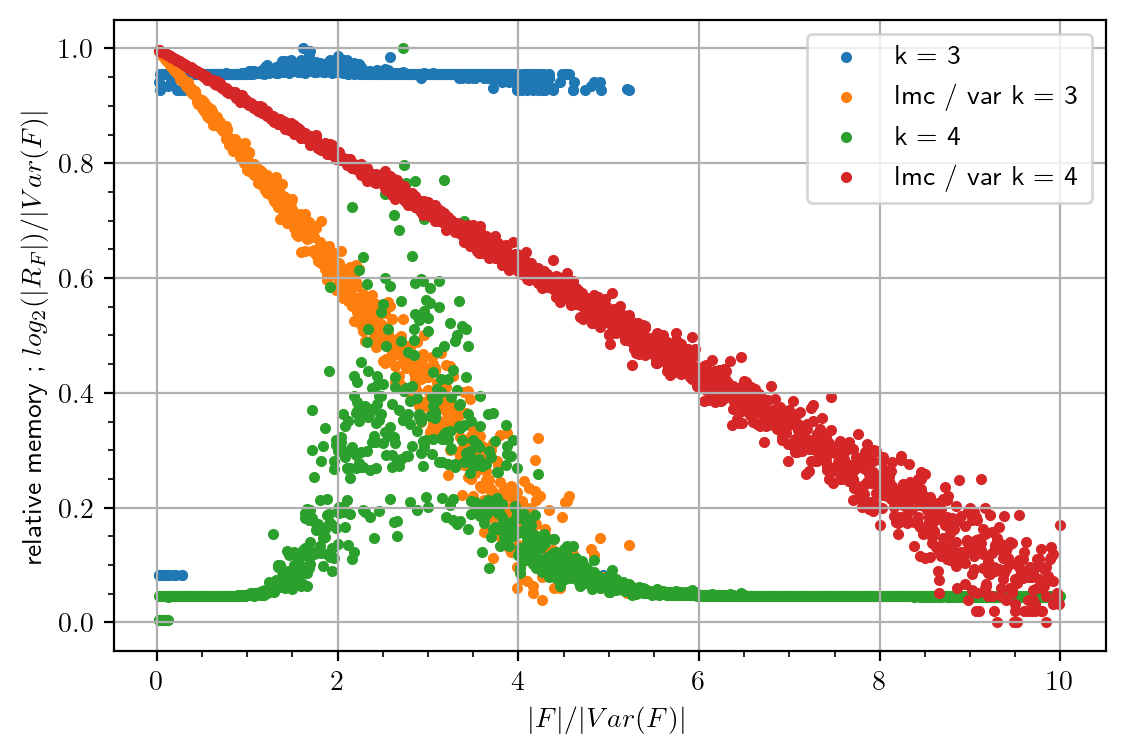 k = 3
lmc / var k = 3
k = 4
lmc / var k = 4
1.0
0.8
0.6
0.4
0.2
0.0
relative memory ; log₂(|R_F|)/|Var(F)|
0 2 4 6 8 10
|F|/|Var(F)|